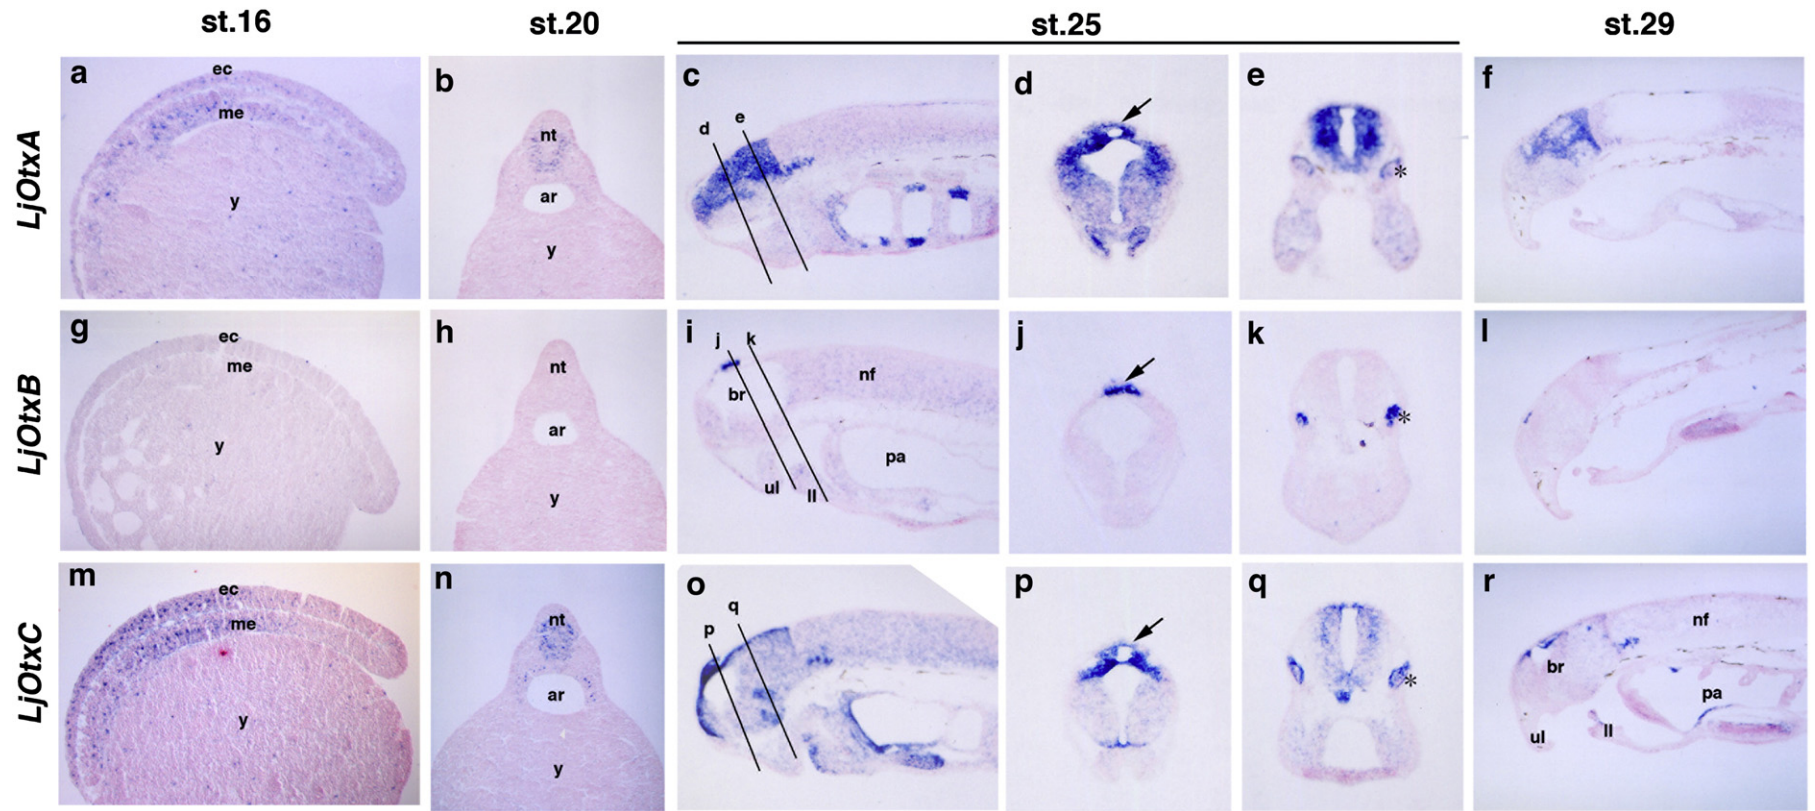 st.16 st.20 st.25 st.29
LjOtxA
a ec me y
b nt ar y
c d e
d
e *
f
LjOtxB
g ec me y
h nt ar y
i j k br nf pa ul ll
j
k *
l
LjOtxC
m ec me y
n nt ar y
o p q
p
q *
r nf br pa ul ll